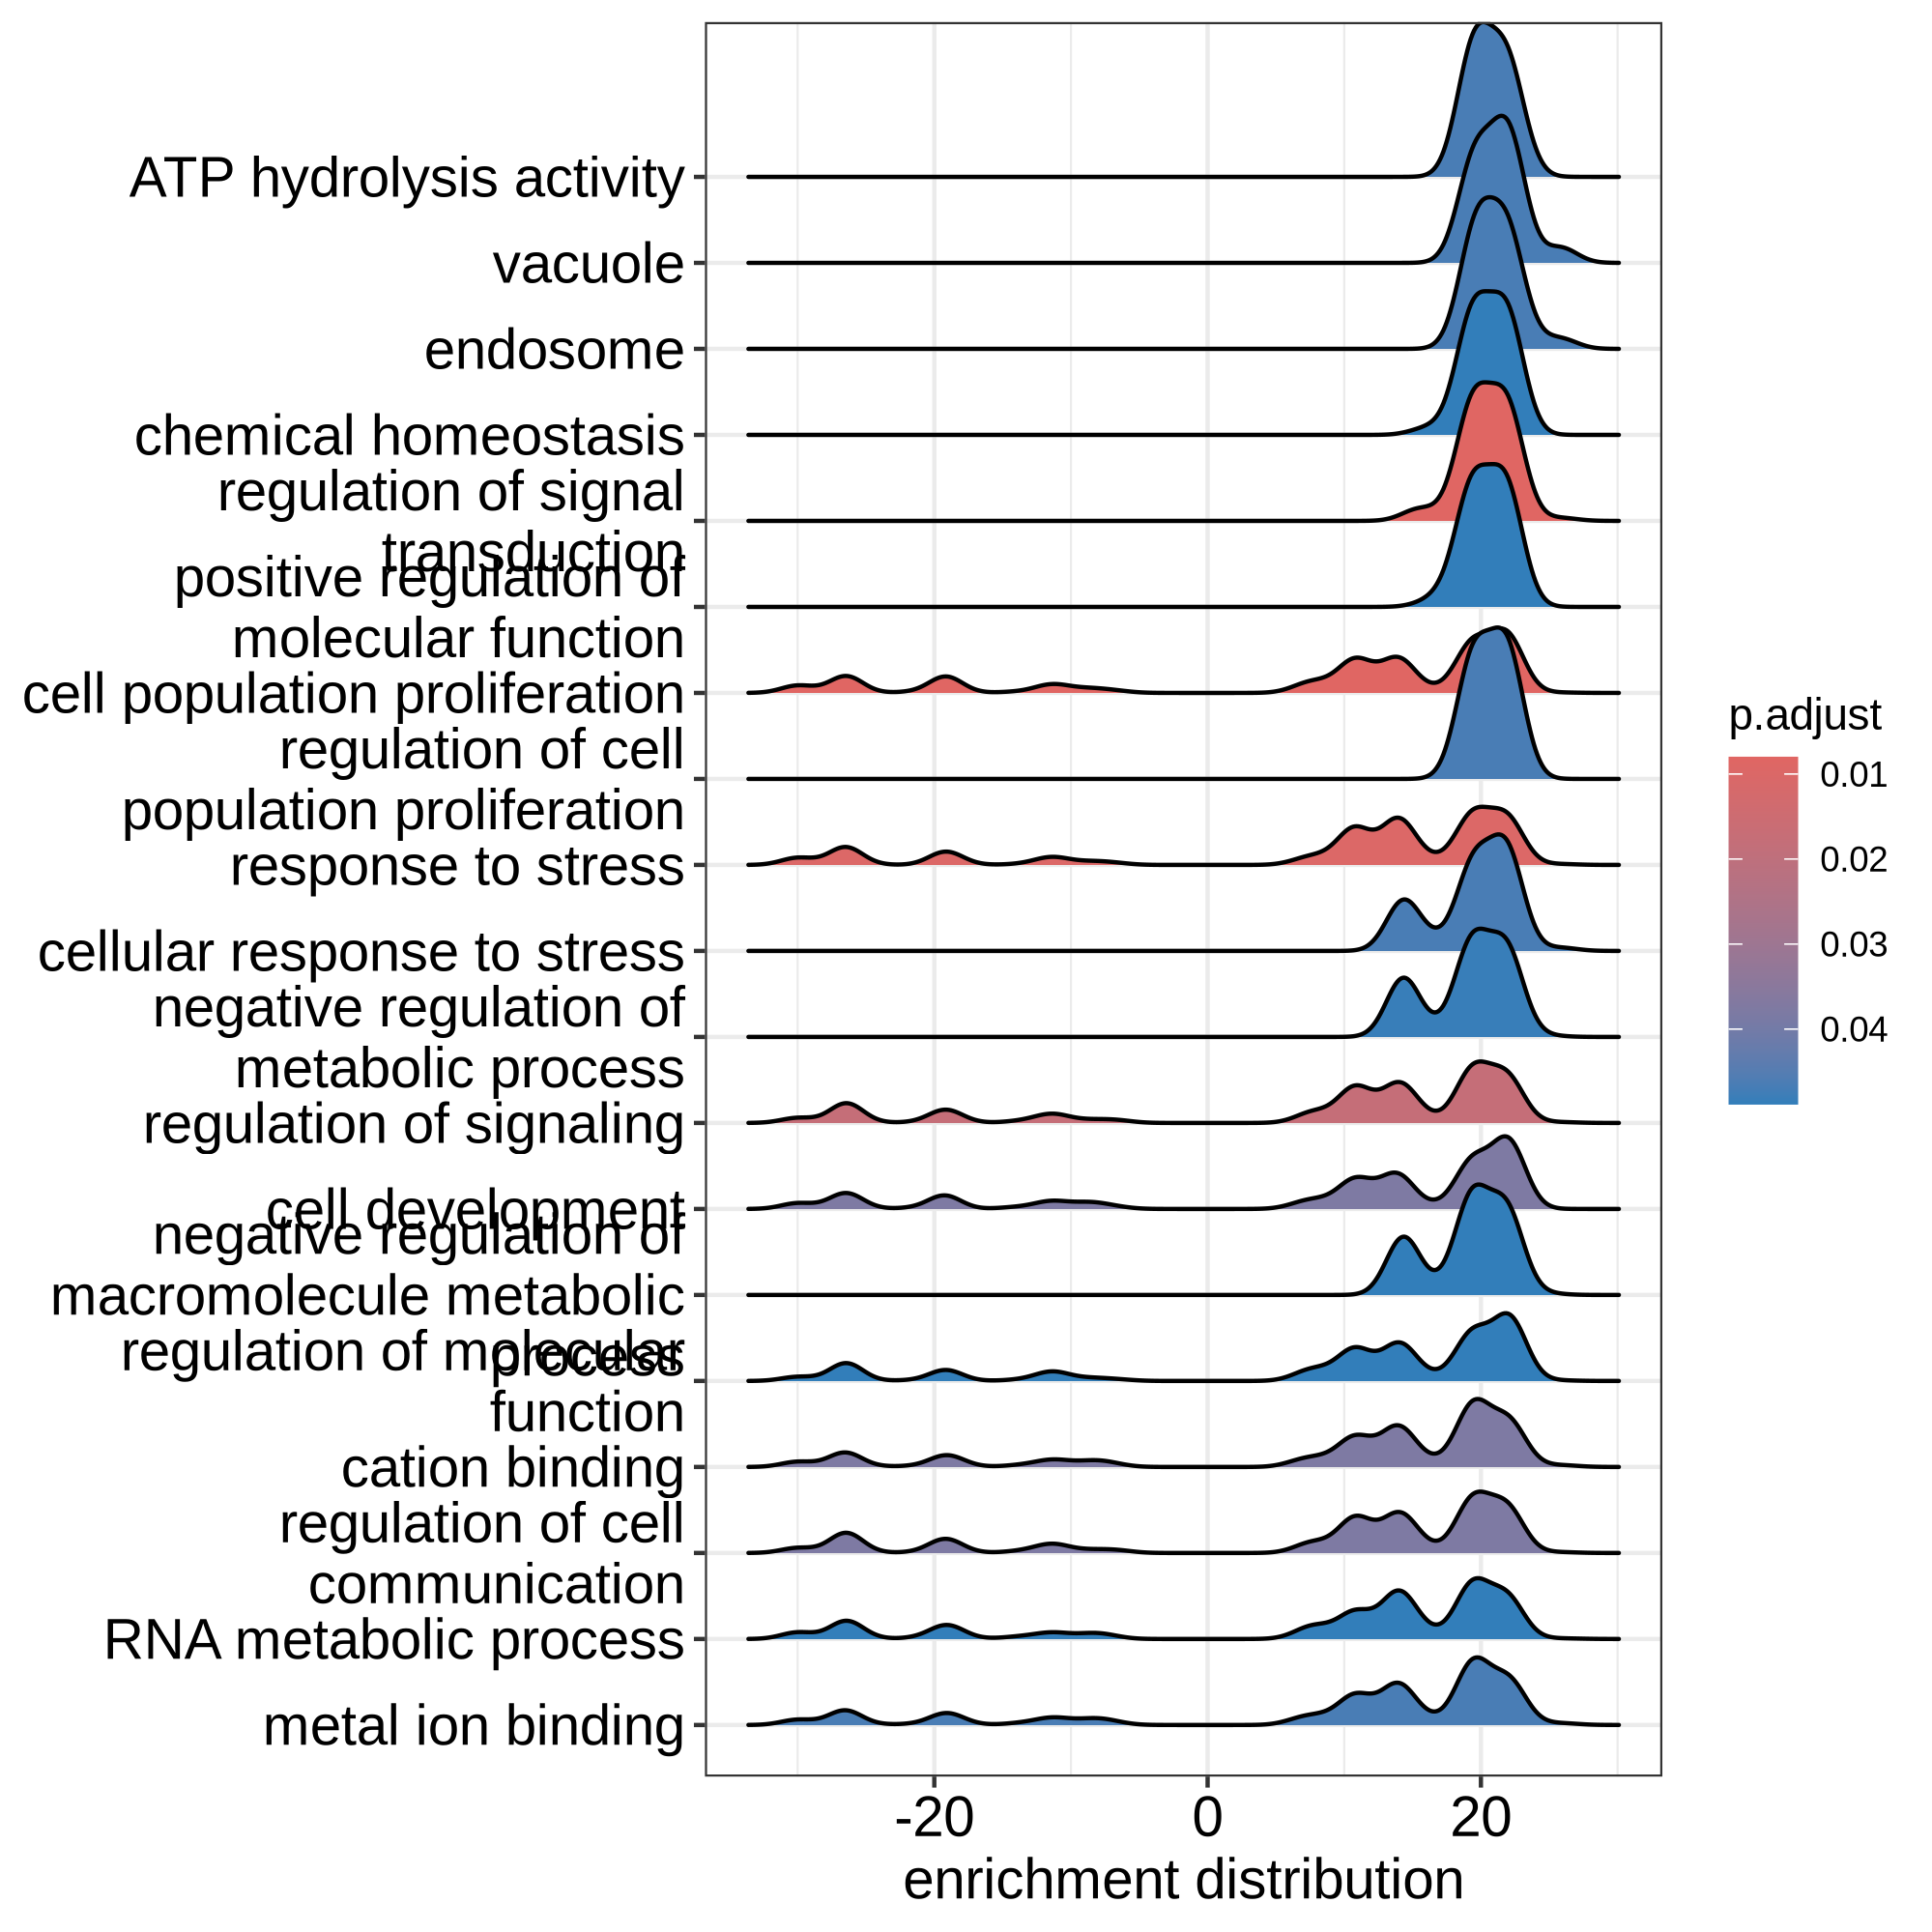 ATP hydrolysis activity
vacuole
endosome
chemical homeostasis
regulation of signal
transduction
positive regulation of
molecular function
cell population proliferation
regulation of cell
population proliferation
response to stress
cellular response to stress
negative regulation of
metabolic process
regulation of signaling
cell development
negative regulation of
macromolecule metabolic
process
regulation of molecular
function
cation binding
regulation of cell
communication
RNA metabolic process
metal ion binding
-20 0 20
enrichment distribution
p.adjust
0.01
0.02
0.03
0.04